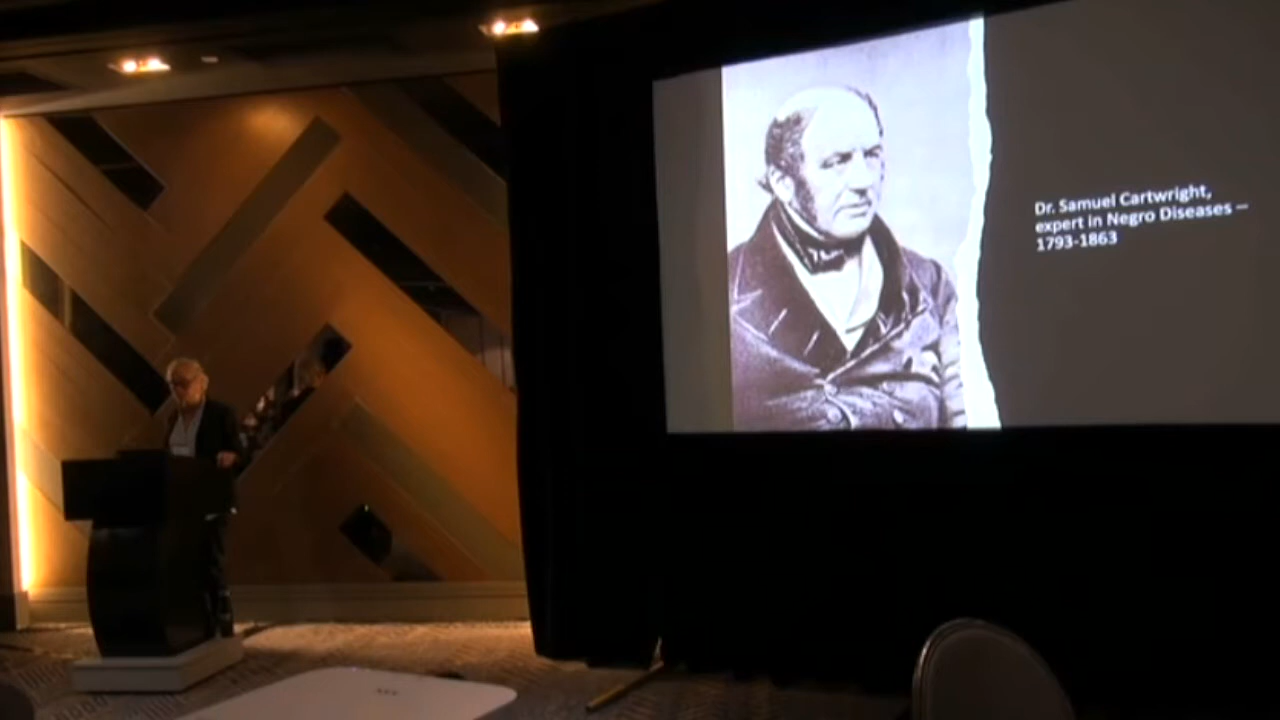 Dr. Samuel Cartwright,
expert in Negro Diseases –
1793-1863